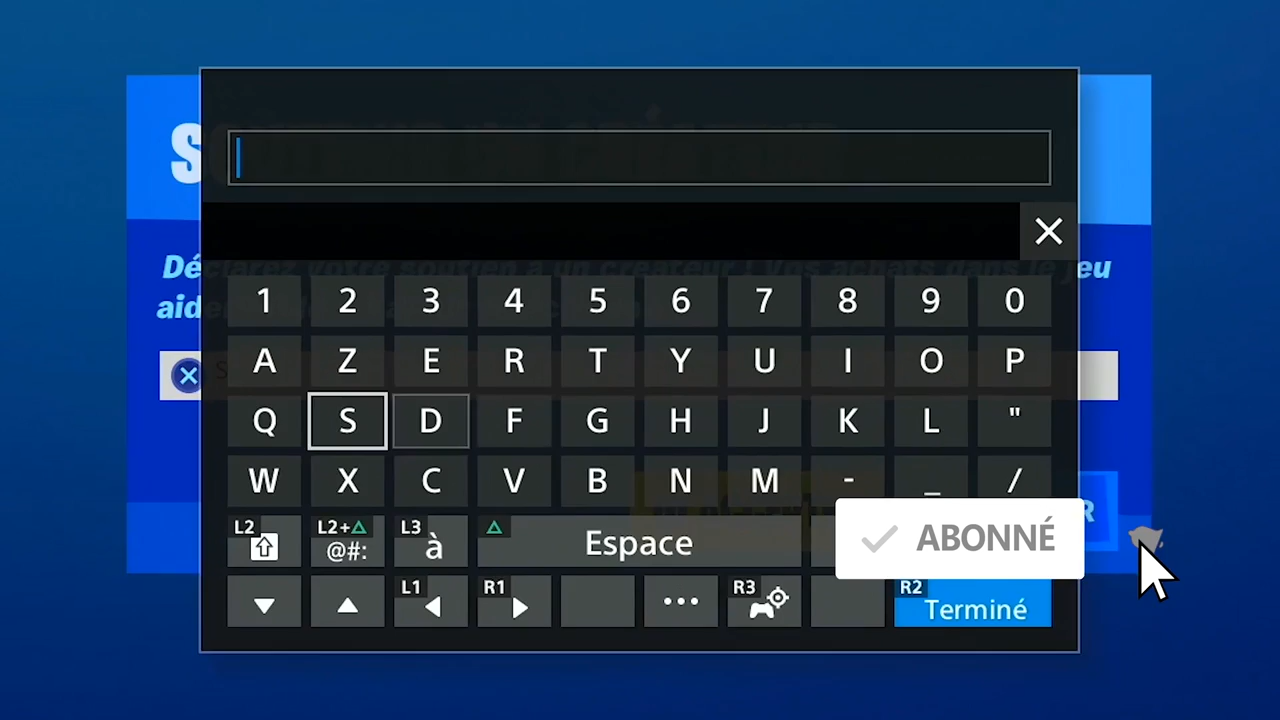 S
Déclarez votre soutien à un créateur ! Vos achats dans le jeu
aide
1 2 3 4 5 6 7 8 9 0
A Z E R T Y U I O P
Q S D F G H J K L "
W X C V B N M - _ /
L2 L2+△ @#: L3 à △ Espace
ABONNÉ
R
L1 R1 ... R3 R2 Terminé